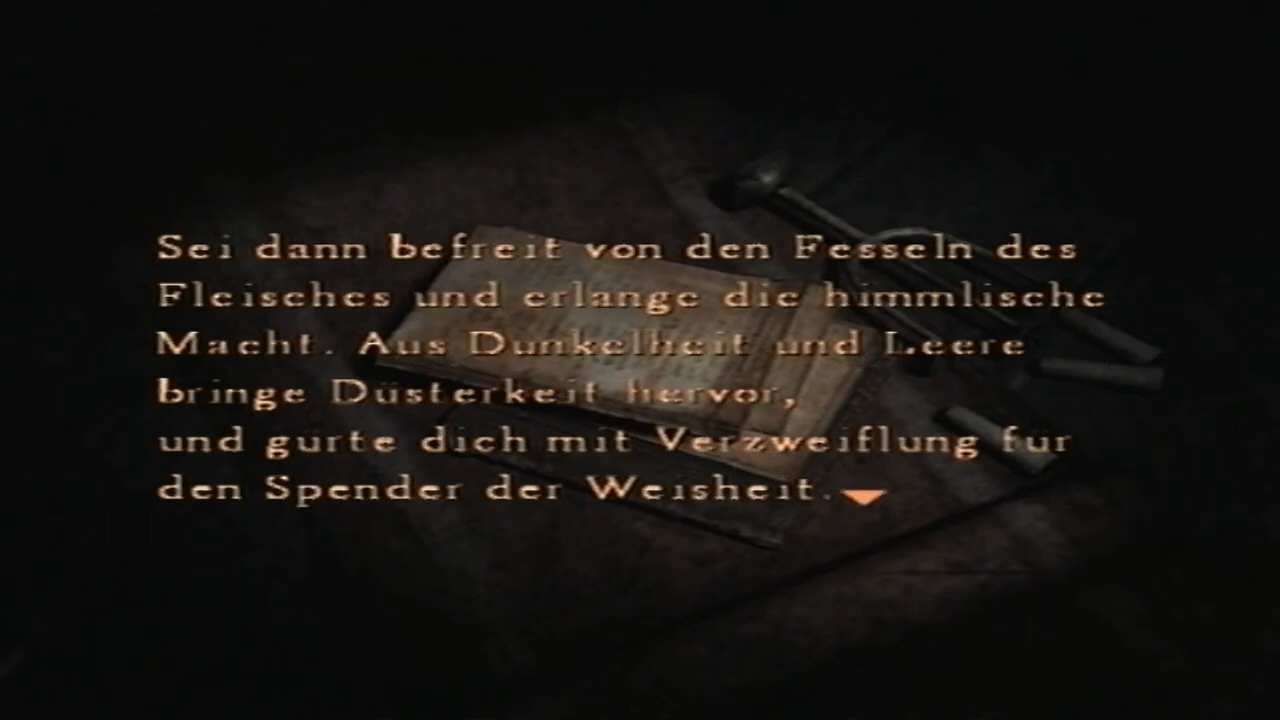 Sei dann befreit von den Fesseln des
Fleisches und erlange die himmlische
Macht. Aus Dunkelheit und Leere
bringe Düsterkeit hervor,
und gürte dich mit Verzweiflung für
den Spender der Weisheit.